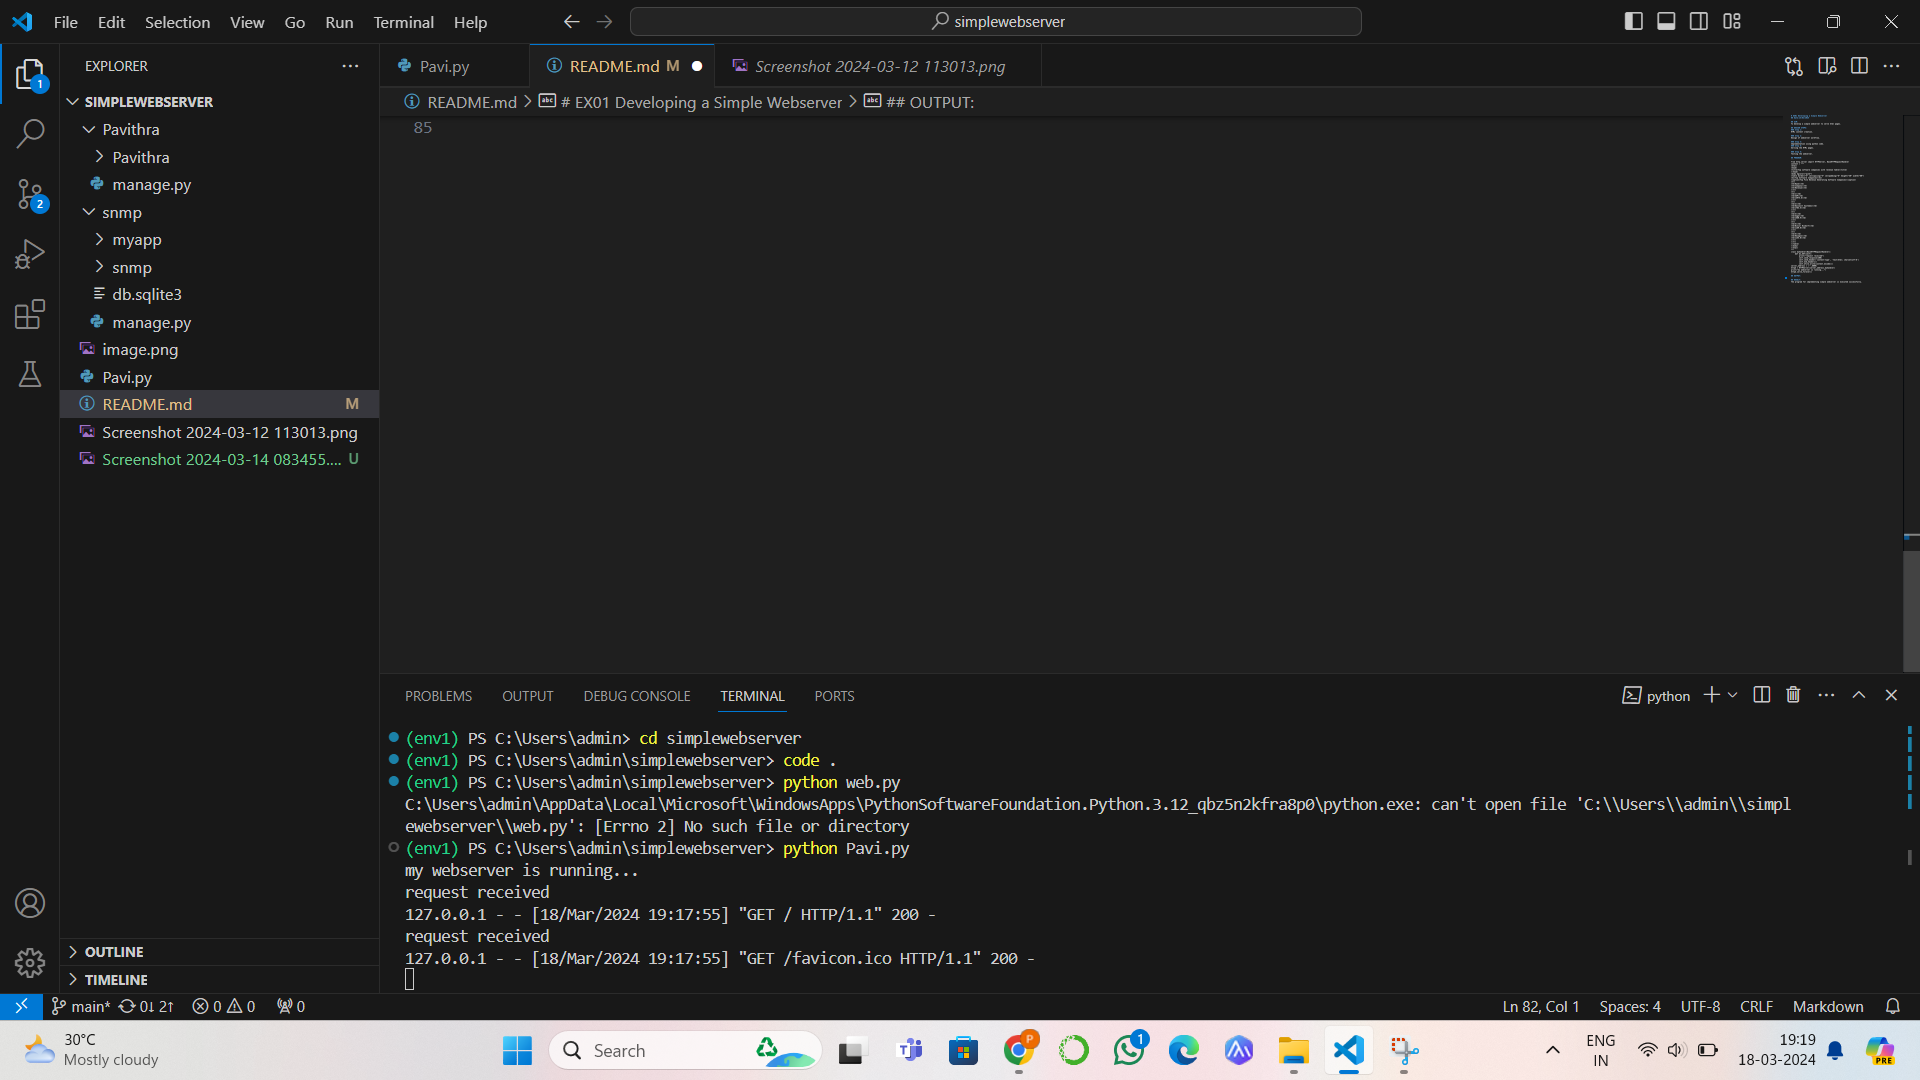 File Edit Selection View Go Run Terminal Help
simplewebserver
EXPLORER
Pavi.py
README.md M
Screenshot 2024-03-12 113013.png
SIMPLEWEBSERVER
README.md > # EX01 Developing a Simple Webserver > ## OUTPUT:
85
Pavithra
Pavithra
manage.py
snmp
myapp
snmp
db.sqlite3
manage.py
image.png
Pavi.py
README.md M
Screenshot 2024-03-12 113013.png
Screenshot 2024-03-14 083455.... U
1
2
PROBLEMS OUTPUT DEBUG CONSOLE TERMINAL PORTS
python
(env1) PS C:\Users\admin> cd simplewebserver
(env1) PS C:\Users\admin\simplewebserver> code .
(env1) PS C:\Users\admin\simplewebserver> python web.py
C:\Users\admin\AppData\Local\Microsoft\WindowsApps\PythonSoftwareFoundation.Python.3.12_qbz5n2kfra8p0\python.exe: can't open file 'C:\\Users\\admin\\simpl
ewebserver\\web.py': [Errno 2] No such file or directory
(env1) PS C:\Users\admin\simplewebserver> python Pavi.py
my webserver is running...
request received
127.0.0.1 - - [18/Mar/2024 19:17:55] "GET / HTTP/1.1" 200 -
request received
127.0.0.1 - - [18/Mar/2024 19:17:55] "GET /favicon.ico HTTP/1.1" 200 -
OUTLINE
TIMELINE
main* 0↓ 2↑ 0 0 0
Ln 82, Col 1 Spaces: 4 UTF-8 CRLF Markdown
30°C
Mostly cloudy
Search
P
1
ENG
IN
19:19
18-03-2024
PRE